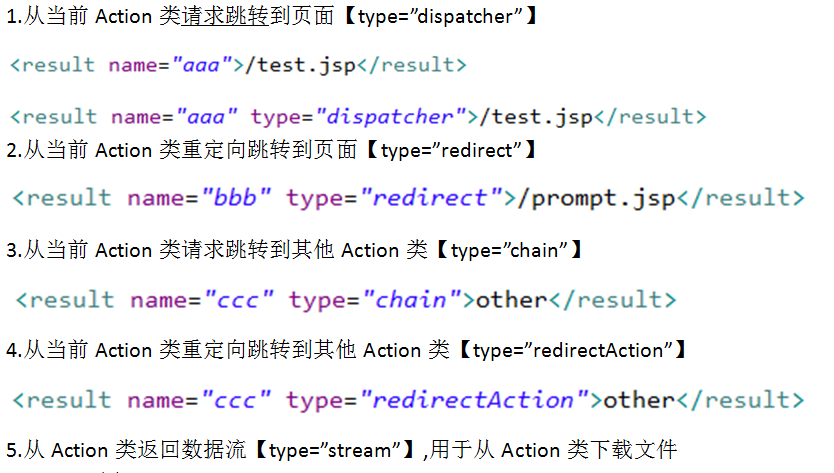 1.从当前 Action 类请求跳转到页面【type=”dispatcher”】
<result name="aaa">/test.jsp</result>
<result name="aaa" type="dispatcher">/test.jsp</result>
2.从当前 Action 类重定向跳转到页面【type=”redirect”】
<result name="bbb" type="redirect">/prompt.jsp</result>
3.从当前 Action 类请求跳转到其他 Action 类【type=”chain”】
<result name="ccc" type="chain">other</result>
4.从当前 Action 类重定向跳转到其他 Action 类【type=”redirectAction”】
<result name="ccc" type="redirectAction">other</result>
5.从 Action 类返回数据流【type=”stream”】,用于从 Action 类下载文件